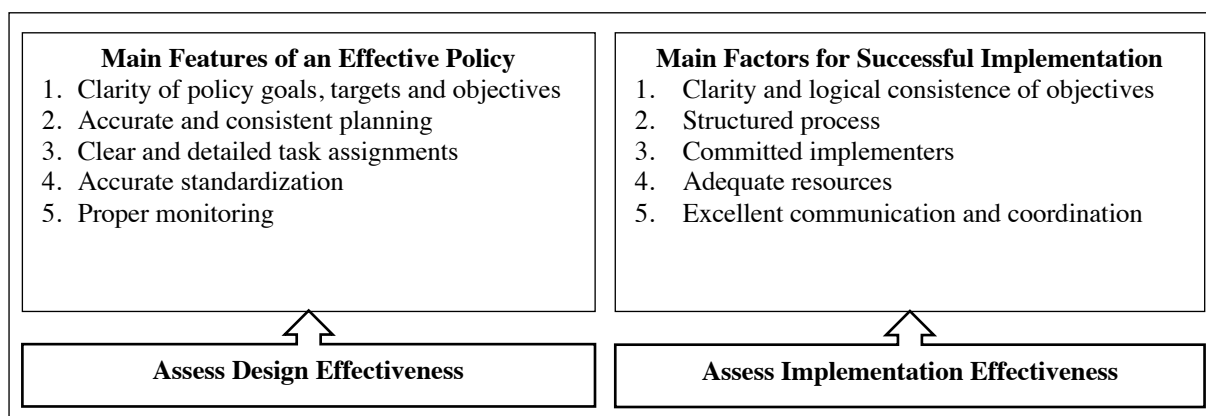 Main Features of an Effective Policy
1. Clarity of policy goals, targets and objectives
2. Accurate and consistent planning
3. Clear and detailed task assignments
4. Accurate standardization
5. Proper monitoring
Assess Design Effectiveness
Main Factors for Successful Implementation
1. Clarity and logical consistence of objectives
2. Structured process
3. Committed implementers
4. Adequate resources
5. Excellent communication and coordination
Assess Implementation Effectiveness